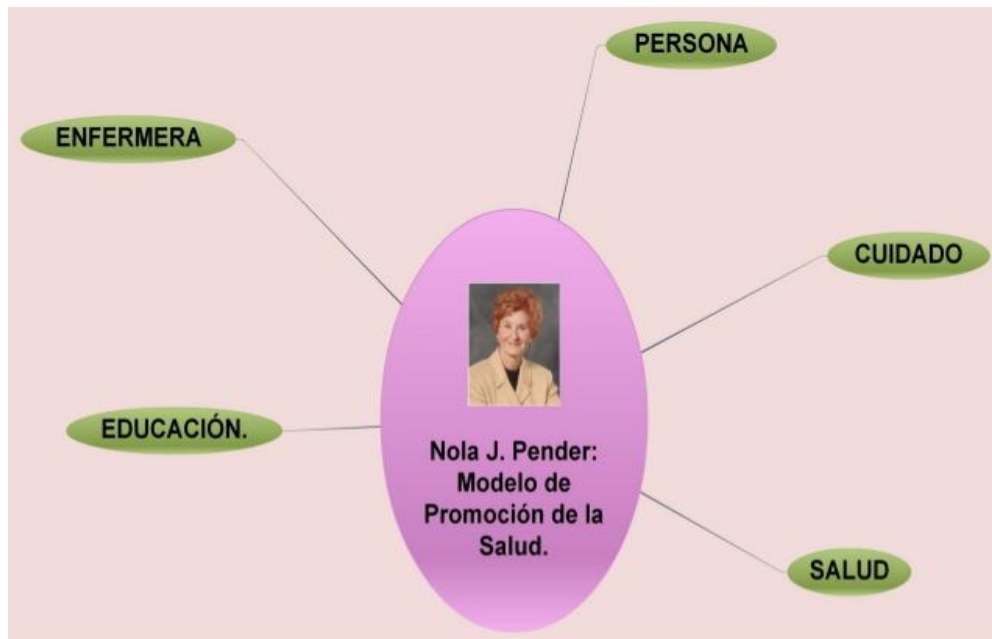 PERSONA
ENFERMERA
CUIDADO
EDUCACIÓN.
Nola J. Pender:
Modelo de
Promoción de la
Salud.
SALUD